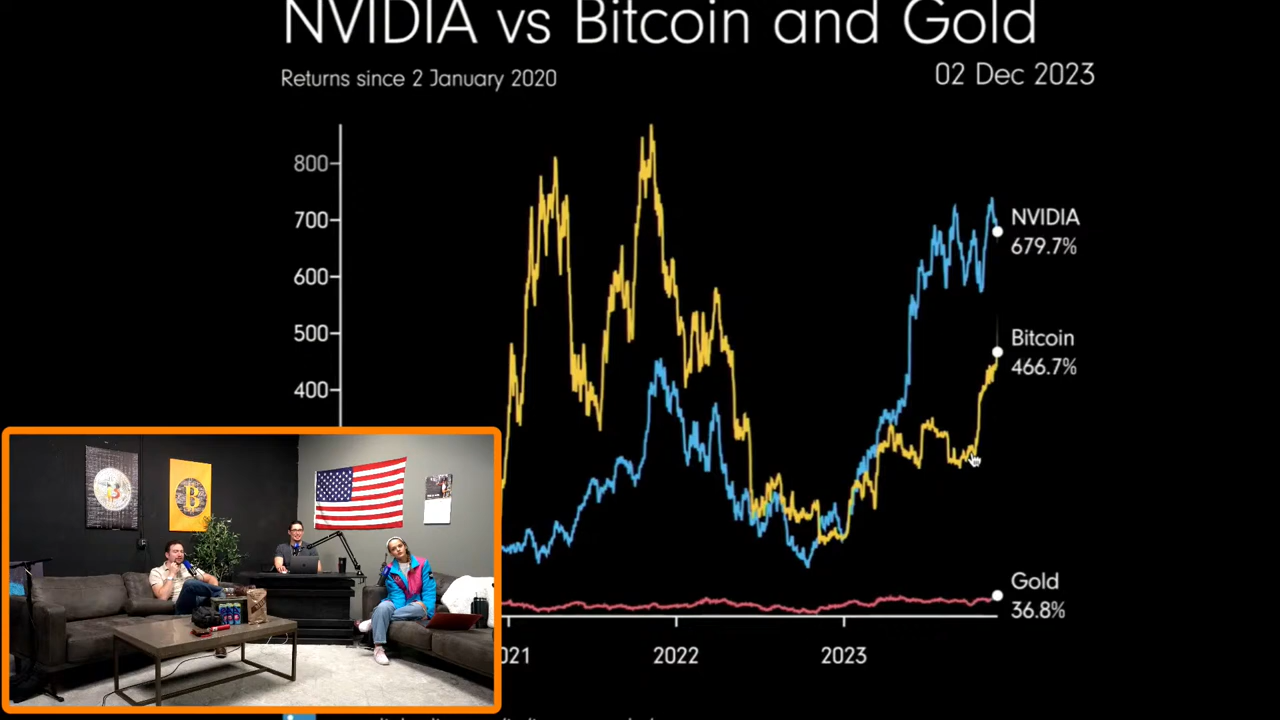 NVIDIA vs Bitcoin and Gold
Returns since 2 January 2020
02 Dec 2023
800
700
600
500
400
NVIDIA
679.7%
Bitcoin
466.7%
Gold
36.8%
021
2022
2023